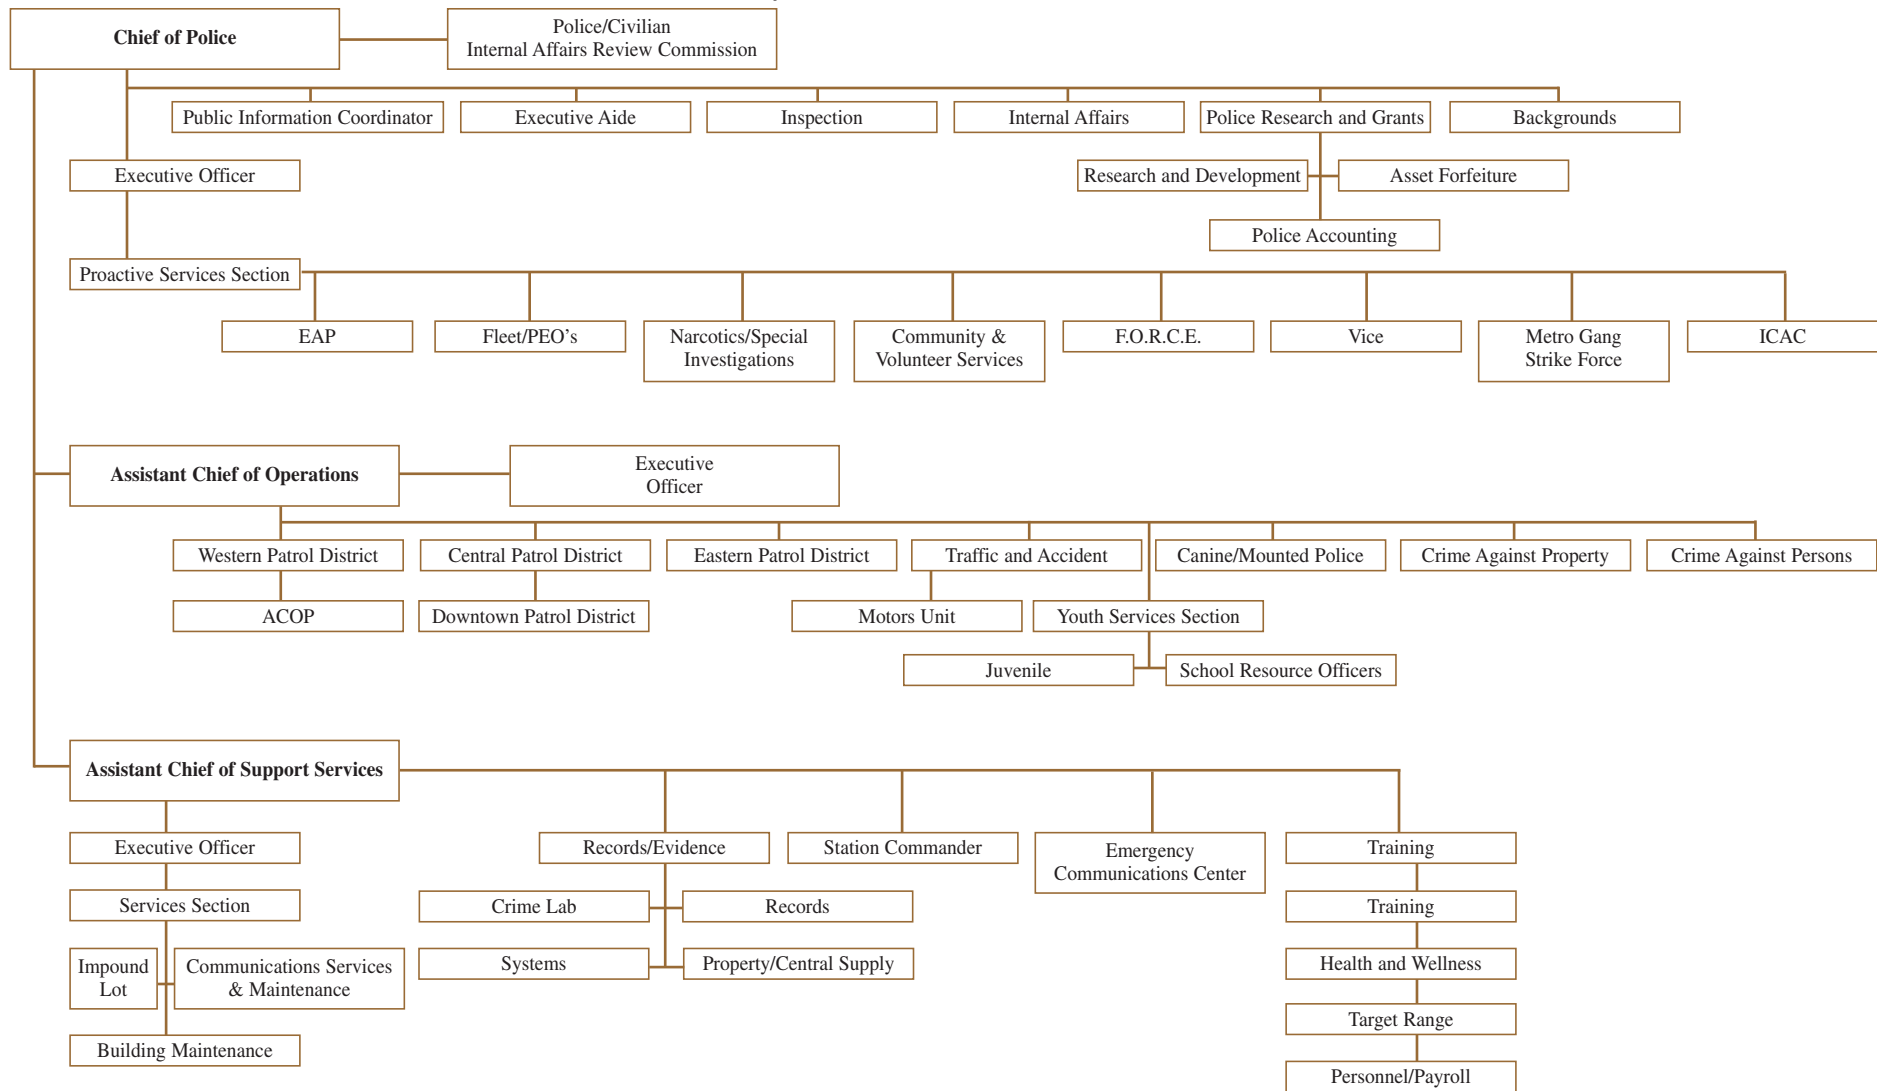 Chief of Police
Police/Civilian
Internal Affairs Review Commission
Public Information Coordinator
Executive Aide
Inspection
Internal Affairs
Police Research and Grants
Backgrounds
Executive Officer
Research and Development
Asset Forfeiture
Police Accounting
Proactive Services Section
EAP
Fleet/PEO's
Narcotics/Special
Investigations
Community &
Volunteer Services
F.O.R.C.E.
Vice
Metro Gang
Strike Force
ICAC
Assistant Chief of Operations
Executive
Officer
Western Patrol District
Central Patrol District
Eastern Patrol District
Traffic and Accident
Canine/Mounted Police
Crime Against Property
Crime Against Persons
ACOP
Downtown Patrol District
Motors Unit
Youth Services Section
Juvenile
School Resource Officers
Assistant Chief of Support Services
Executive Officer
Records/Evidence
Station Commander
Emergency
Communications Center
Training
Services Section
Crime Lab
Records
Training
Impound
Lot
Communications Services
& Maintenance
Systems
Property/Central Supply
Health and Wellness
Target Range
Building Maintenance
Personnel/Payroll